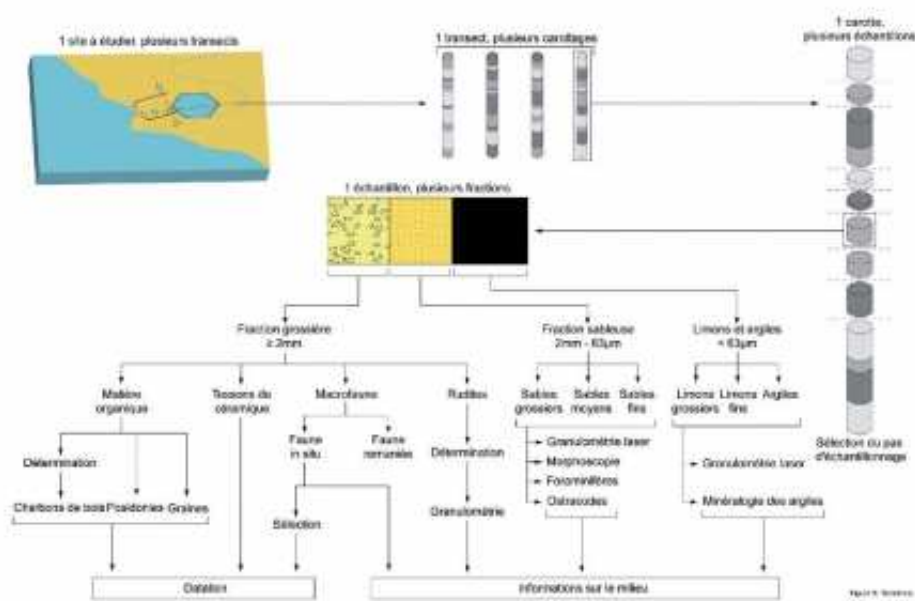 1 site à étudier, plusieurs transects
1 transect, plusieurs carottages
1 carotte,
plusieurs échantillons
1 échantillon, plusieurs fractions
Fraction grossière
≥ 2mm
Fraction sableuse
2mm - 63µm
Limons et argiles
< 63µm
Matière
organique
Tessons de
céramique
Macrofaune
Rudites
Sables
grossiers
Sables
moyens
Sables
fins
Limons
grossiers
Limons
fins
Argiles
Sélection du pas
d'échantillonnage
Détermination
Faune
in situ
Faune
remaniée
Détermination
Granulométrie laser
Morphoscopie
Foraminifères
Ostracodes
Granulométrie laser
Minéralogie des argiles
Charbons de bois
Posidonies
Graines
Sélection
Granulométrie
Datation
Informations sur le milieu